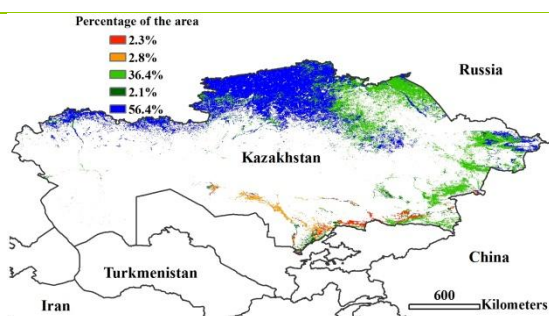 Percentage of the area
2.3%
2.8%
36.4%
2.1%
56.4%
Russia
Kazakhstan
China
Turkmenistan
Iran
600
Kilometers